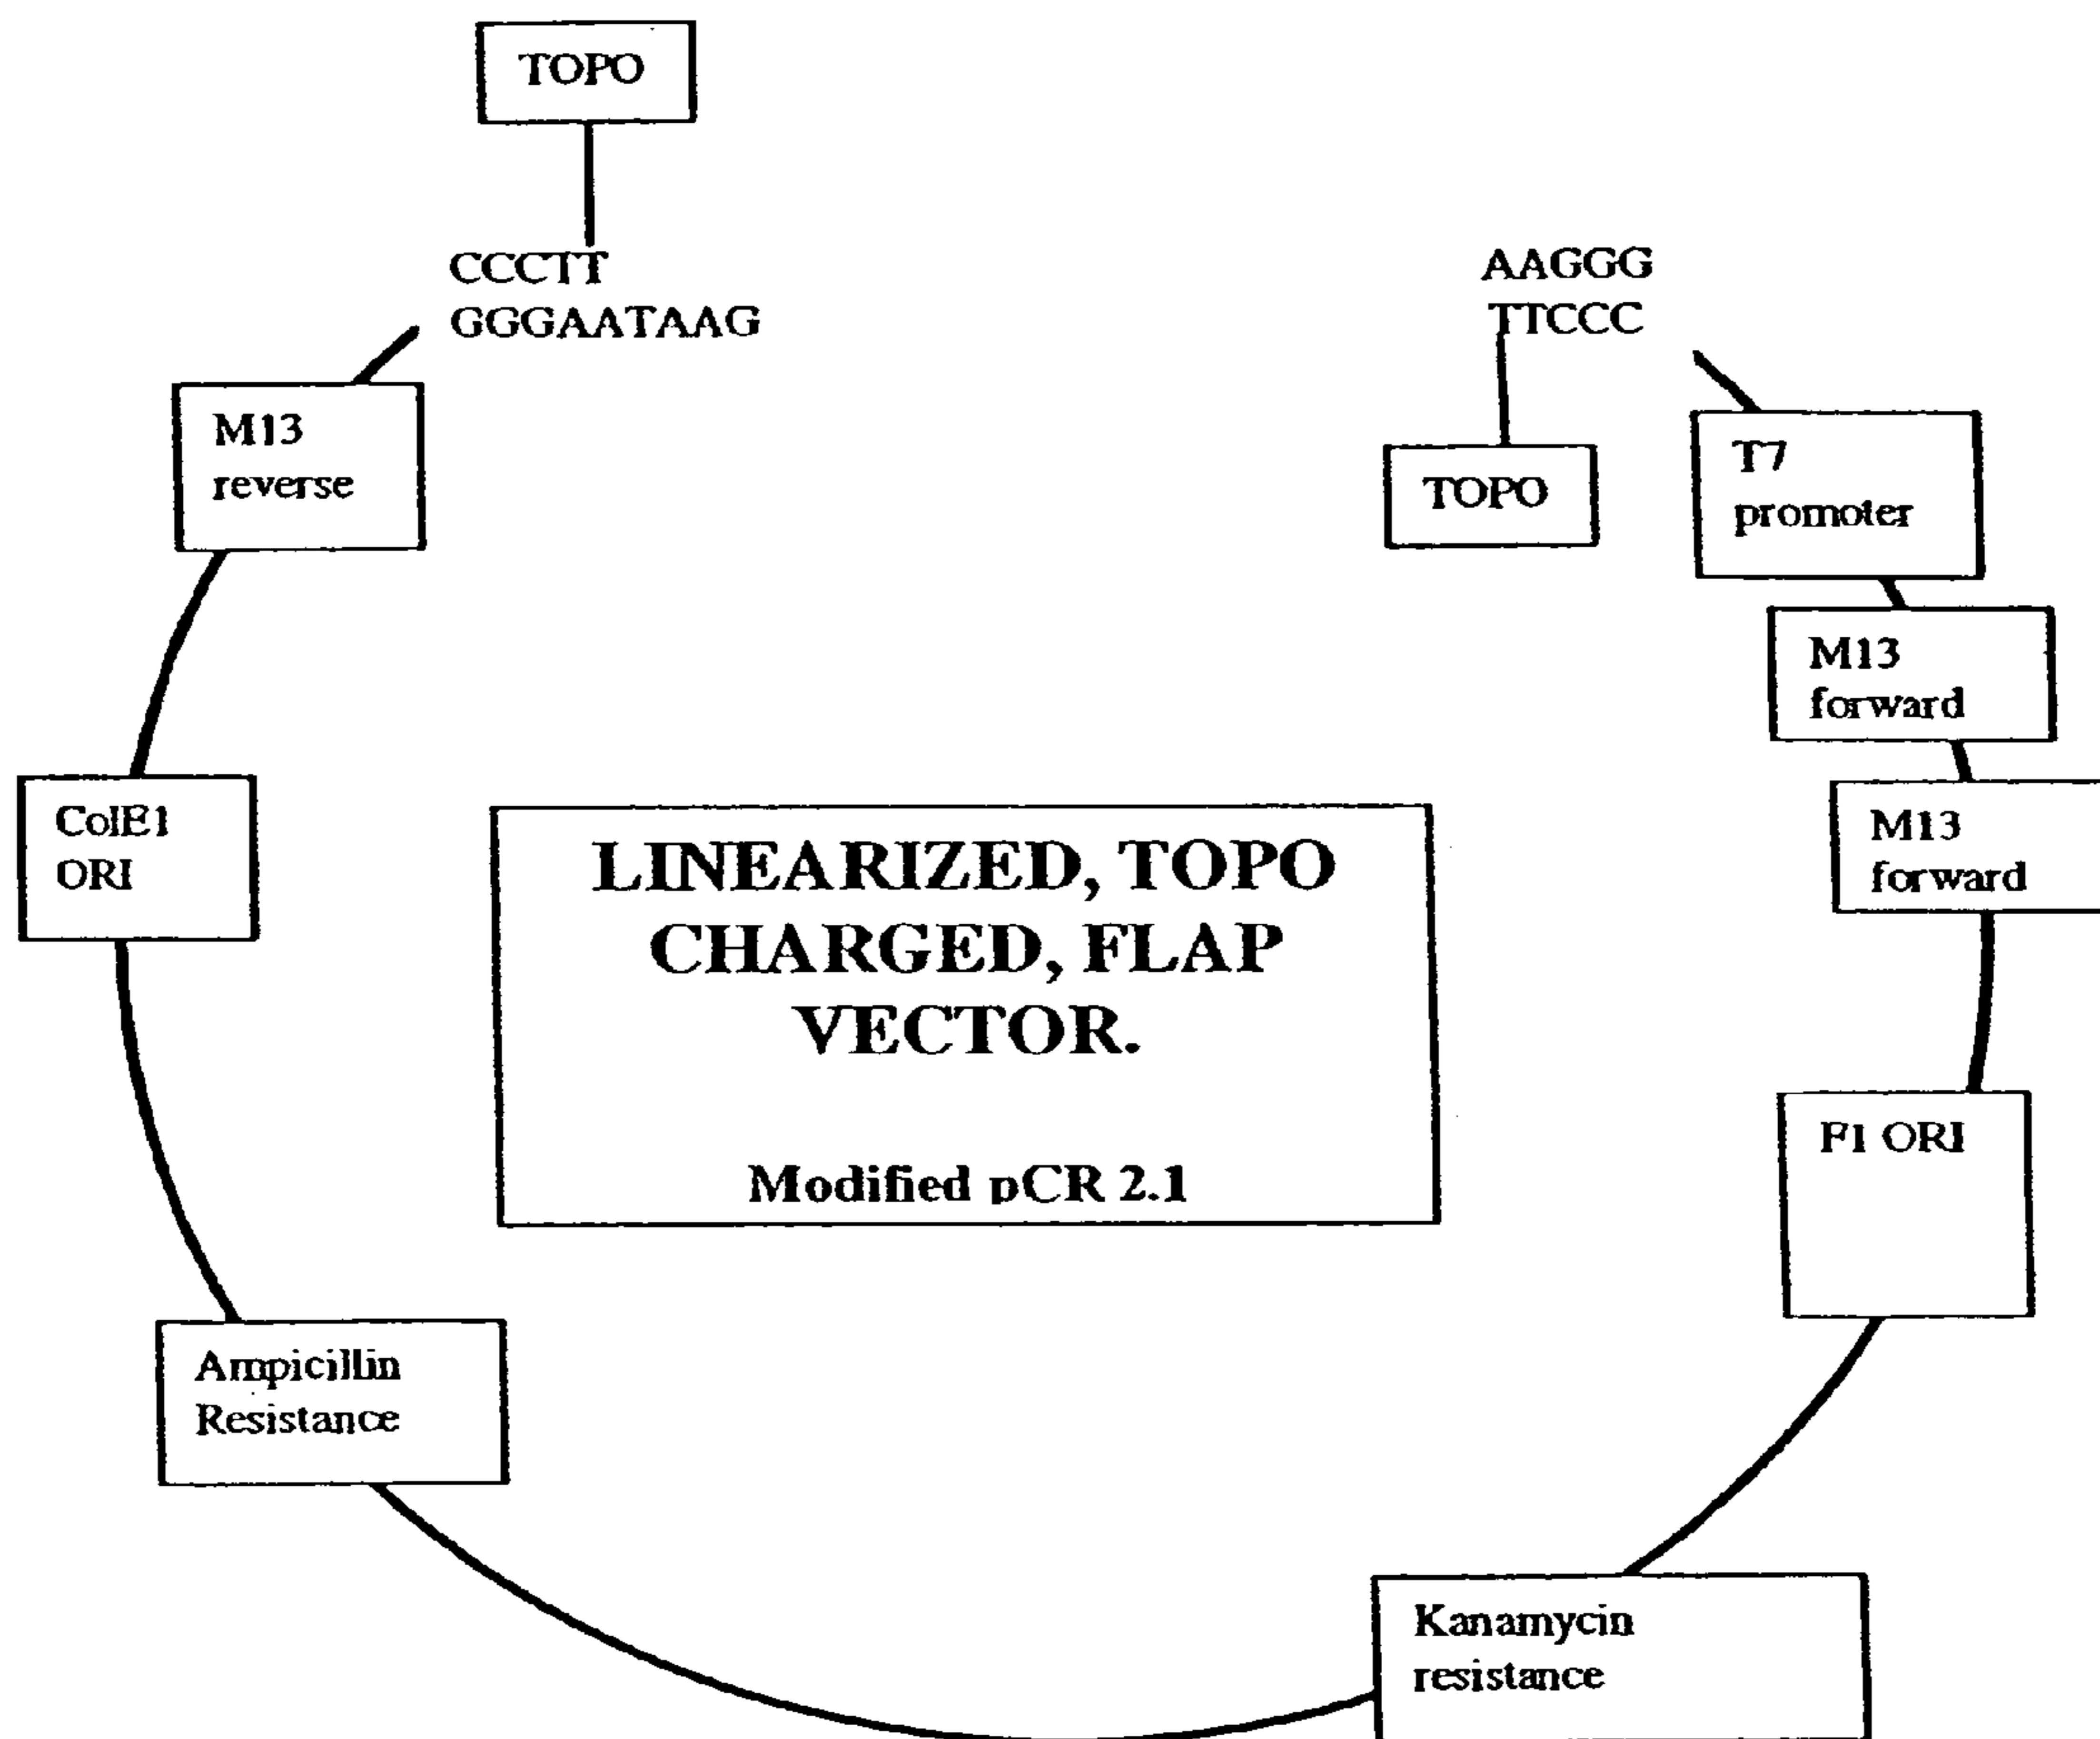 TOPO
CCCTT
GGGAATAAG
AAGGG
TTCCC
TOPO
M13
reverse
T7
promoter
M13
forward
M13
forward
ColE1
ORI
LINEARIZED, TOPO
CHARGED, FLAP
VECTOR.
Modified pCR 2.1
F1 ORI
Ampicillin
Resistance
Kanamycin
resistance